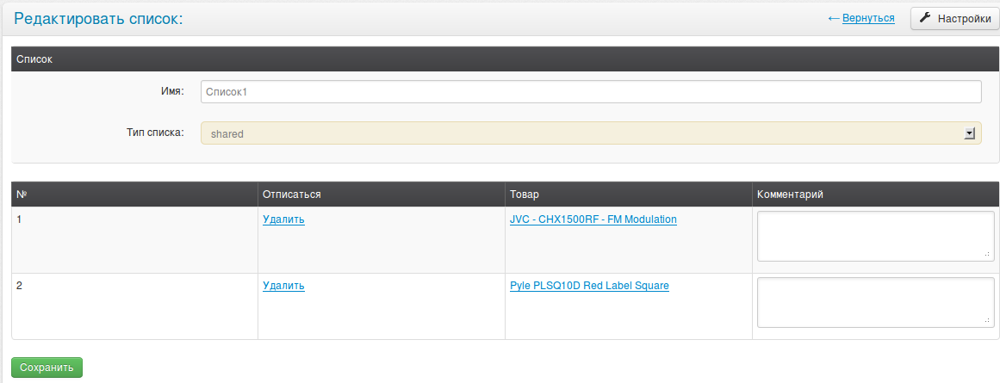 Редактировать список:
← Вернуться
Настройки
Список
Имя: Список1
Тип списка: shared
№ Отписаться Товар Комментарий
1 Удалить JVC - CHX1500RF - FM Modulation
2 Удалить Pyle PLSQ10D Red Label Square
Сохранить